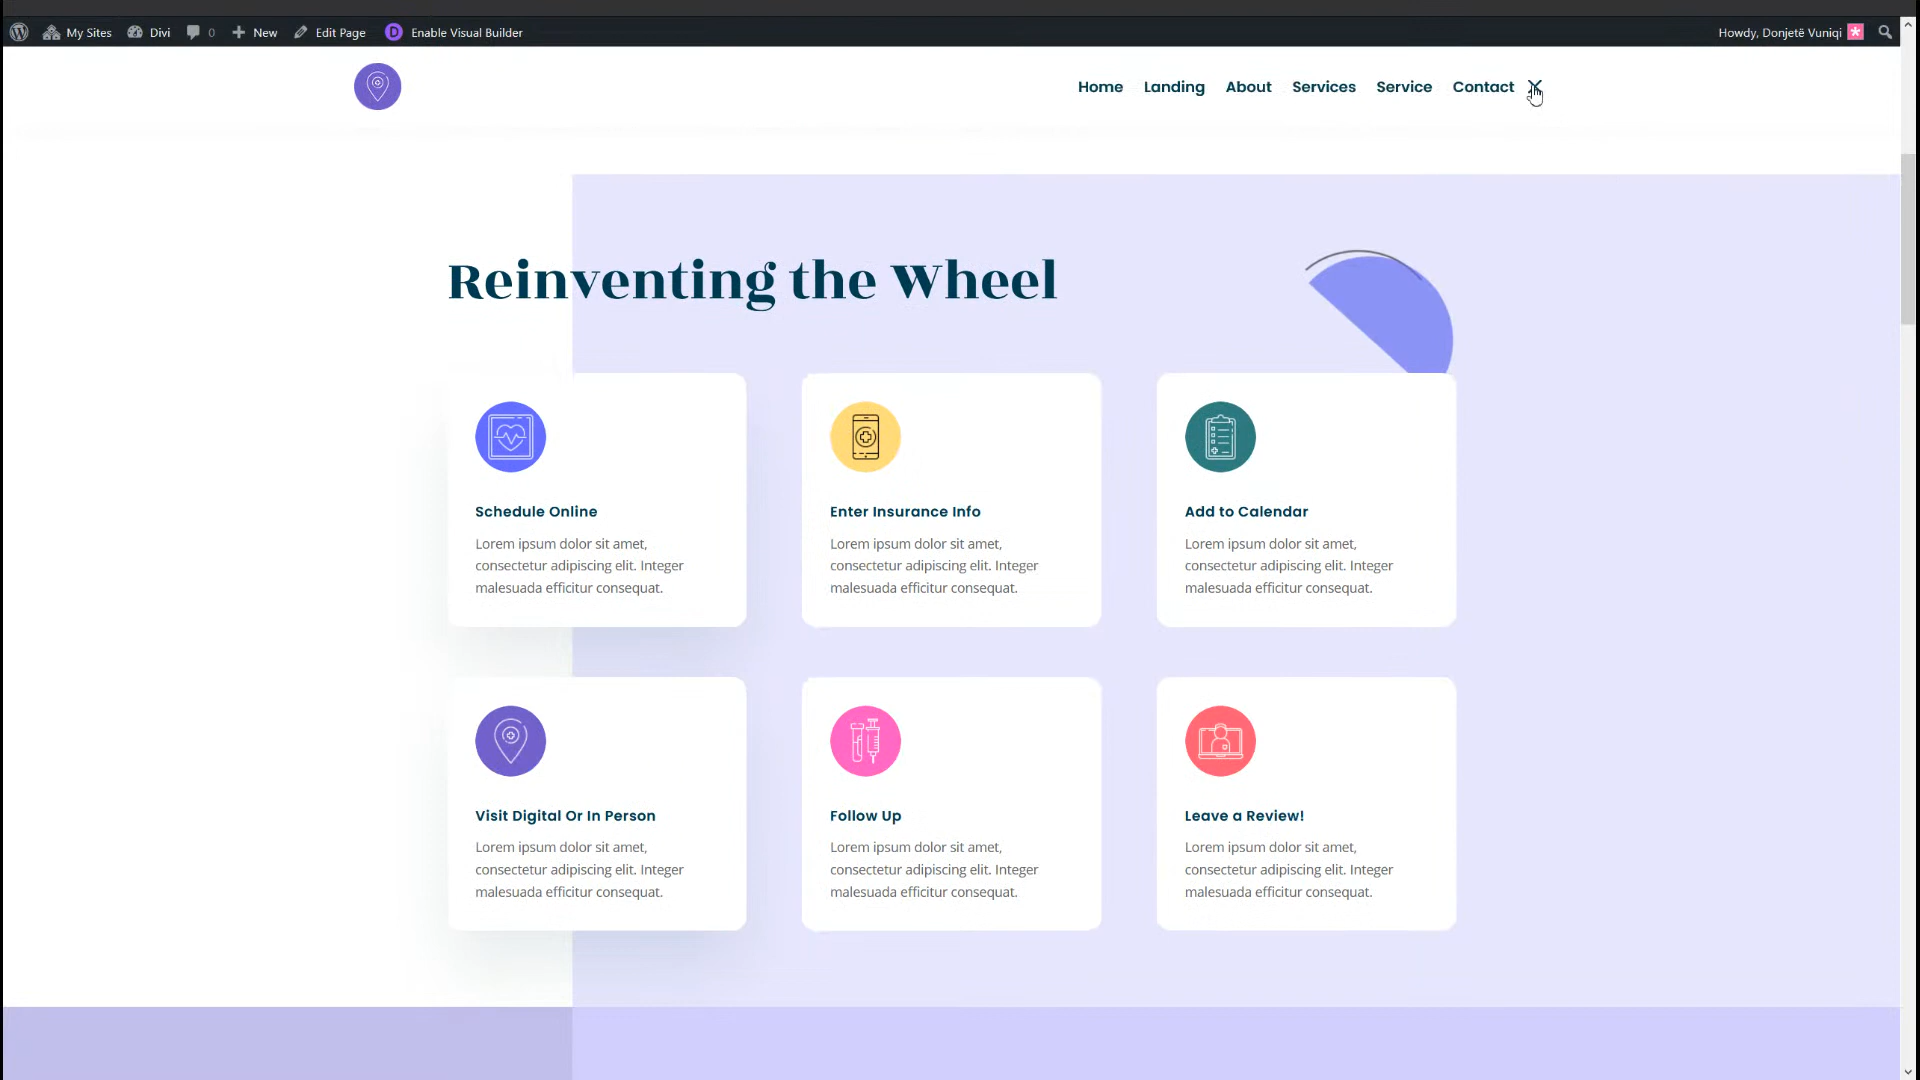 My Sites Divi 0 New Edit Page Enable Visual Builder Howdy, Donjetë Vuniqi
Home Landing About Services Service Contact
Reinventing the Wheel
Schedule Online
Lorem ipsum dolor sit amet,
consectetur adipiscing elit. Integer
malesuada efficitur consequat.
Enter Insurance Info
Lorem ipsum dolor sit amet,
consectetur adipiscing elit. Integer
malesuada efficitur consequat.
Add to Calendar
Lorem ipsum dolor sit amet,
consectetur adipiscing elit. Integer
malesuada efficitur consequat.
Visit Digital Or In Person
Lorem ipsum dolor sit amet,
consectetur adipiscing elit. Integer
malesuada efficitur consequat.
Follow Up
Lorem ipsum dolor sit amet,
consectetur adipiscing elit. Integer
malesuada efficitur consequat.
Leave a Review!
Lorem ipsum dolor sit amet,
consectetur adipiscing elit. Integer
malesuada efficitur consequat.